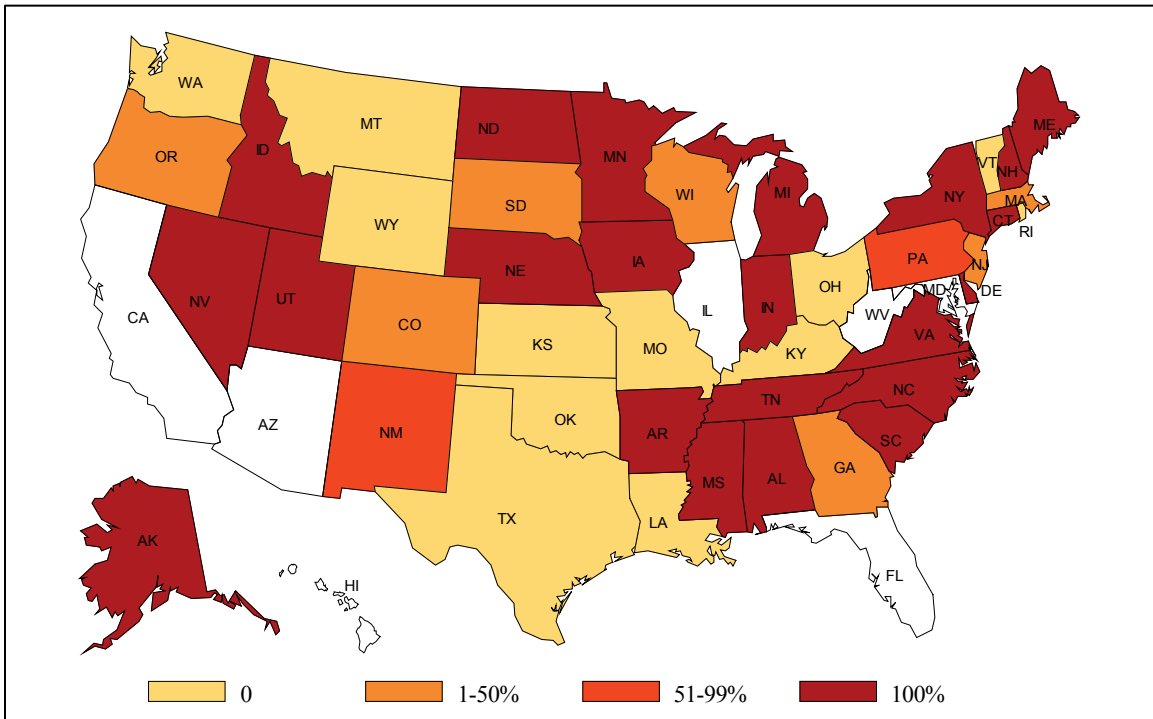 WA
MT
ND
MN
ME
OR
ID
SD
WI
MI
VT
NH
NY
MA
CT
RI
WY
NE
IA
PA
NJ
NV
UT
CO
IL
IN
OH
MD
DE
WV
CA
KS
MO
KY
VA
AZ
NM
OK
AR
TN
NC
SC
TX
LA
MS
AL
GA
AK
HI
FL
0
1-50%
51-99%
100%